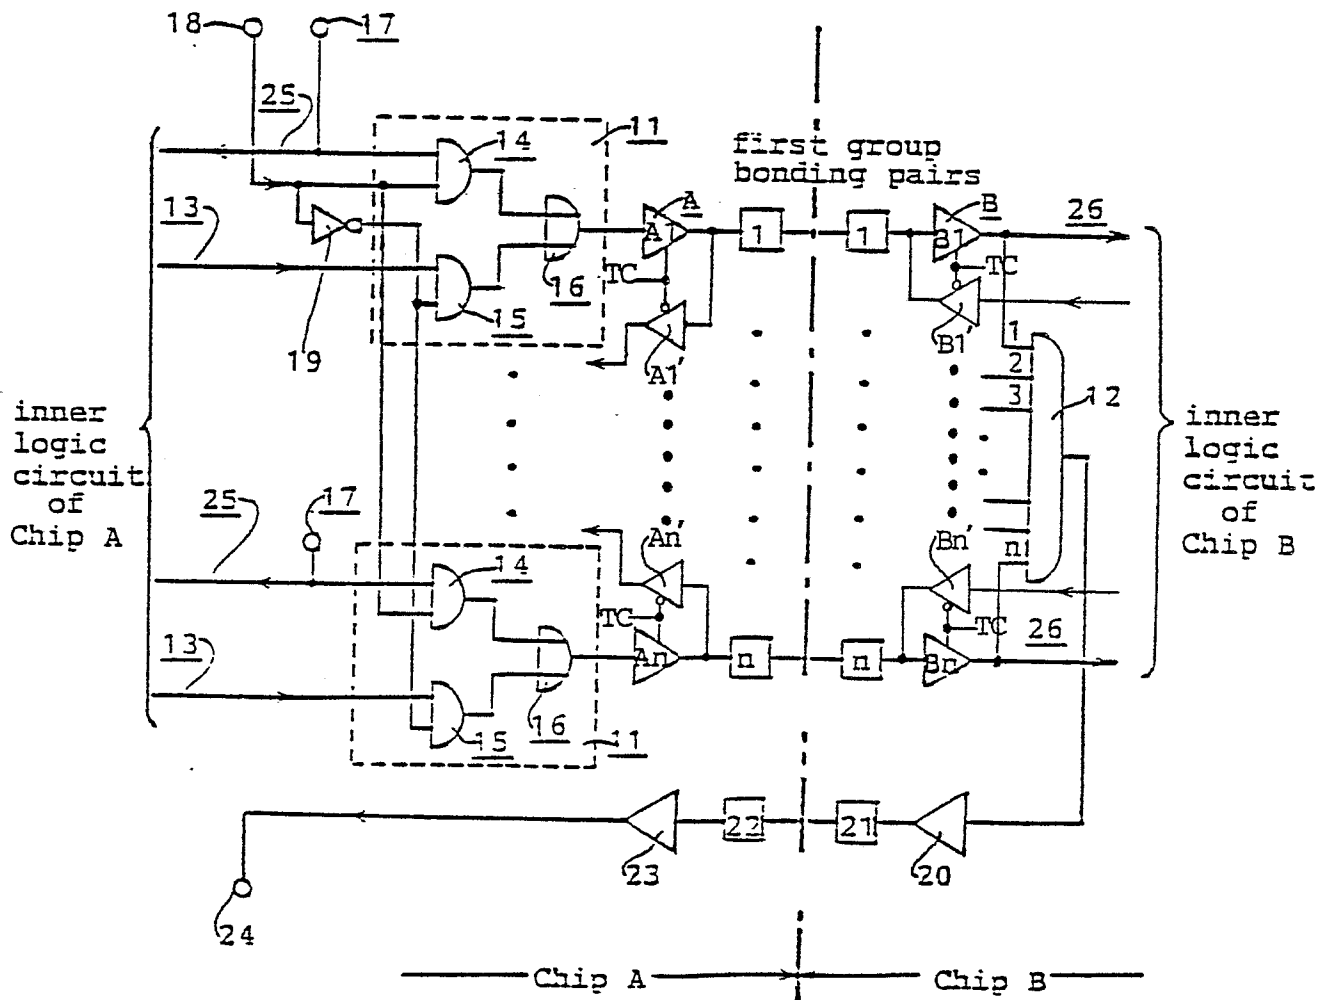 18
17
25
14
11
first group
bonding pairs
13
A
A1
1
1
B
B1
26
TC
TC
16
15
19
A1'
B1'
1
2
3
12
inner
logic
circuit
of
Chip A
inner
logic
circuit
of
Chip B
25
17
An'
Bn'
n
14
TC
TC
26
13
An
n
n
Bn
15
16
11
22
21
23
20
24
Chip A
Chip B